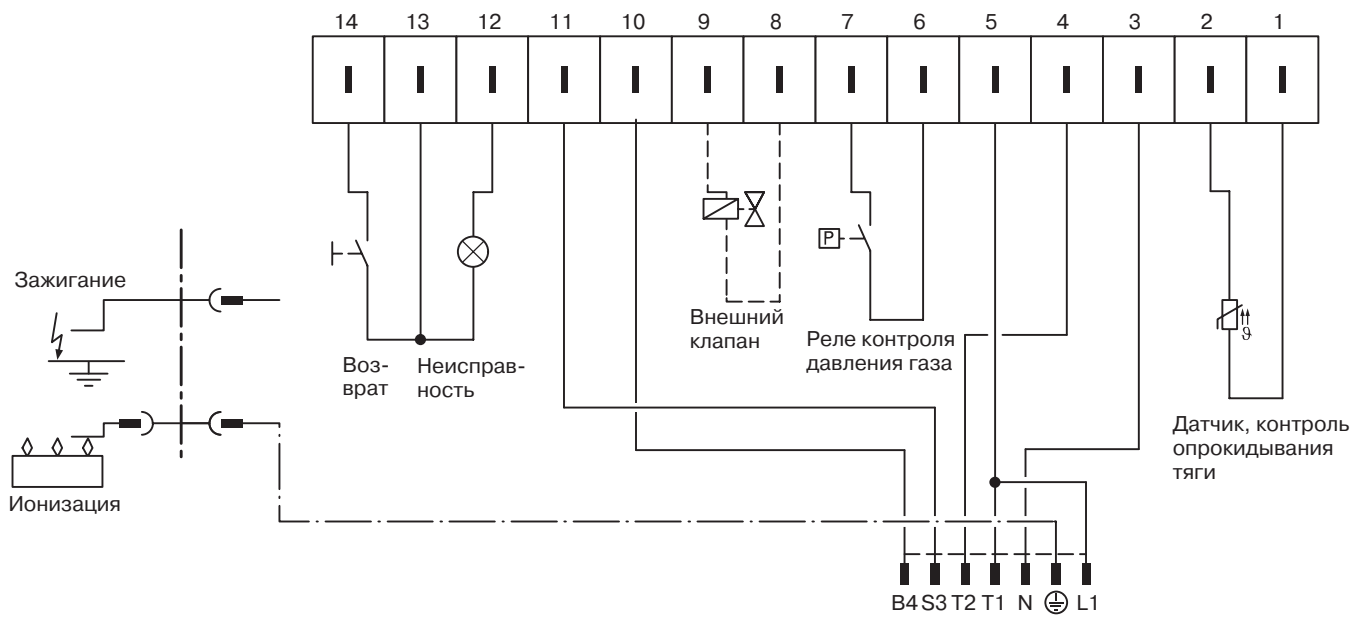 14 13 12 11 10 9 8 7 6 5 4 3 2 1
Зажигание
P
ϑ
Внешний
клапан
Реле контроля
давления газа
Воз-
врат
Неисправ-
ность
Датчик, контроль
опрокидывания
тяги
Ионизация
B4 S3 T2 T1 N L1